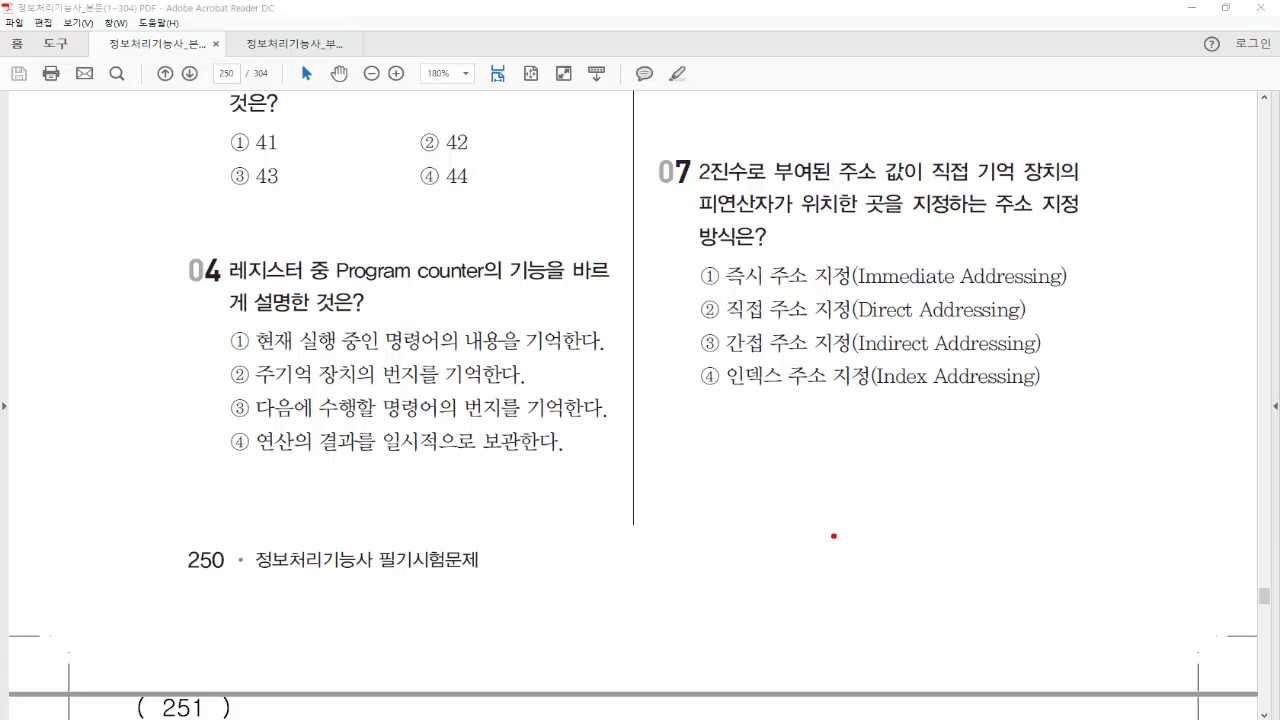 정보처리기능사_본문(1~304).PDF - Adobe Acrobat Reader DC
파일 편집 보기(V) 창(W) 도움말(H)
홈 도구 정보처리기능사_본... × 정보처리기능사_부... 로그인
250 / 304 180%
것은?
① 41 ② 42
③ 43 ④ 44
04 레지스터 중 Program counter의 기능을 바르
게 설명한 것은?
① 현재 실행 중인 명령어의 내용을 기억한다.
② 주기억 장치의 번지를 기억한다.
③ 다음에 수행할 명령어의 번지를 기억한다.
④ 연산의 결과를 일시적으로 보관한다.
250 • 정보처리기능사 필기시험문제
07 2진수로 부여된 주소 값이 직접 기억 장치의
피연산자가 위치한 곳을 지정하는 주소 지정
방식은?
① 즉시 주소 지정(Immediate Addressing)
② 직접 주소 지정(Direct Addressing)
③ 간접 주소 지정(Indirect Addressing)
④ 인덱스 주소 지정(Index Addressing)
( 251 )